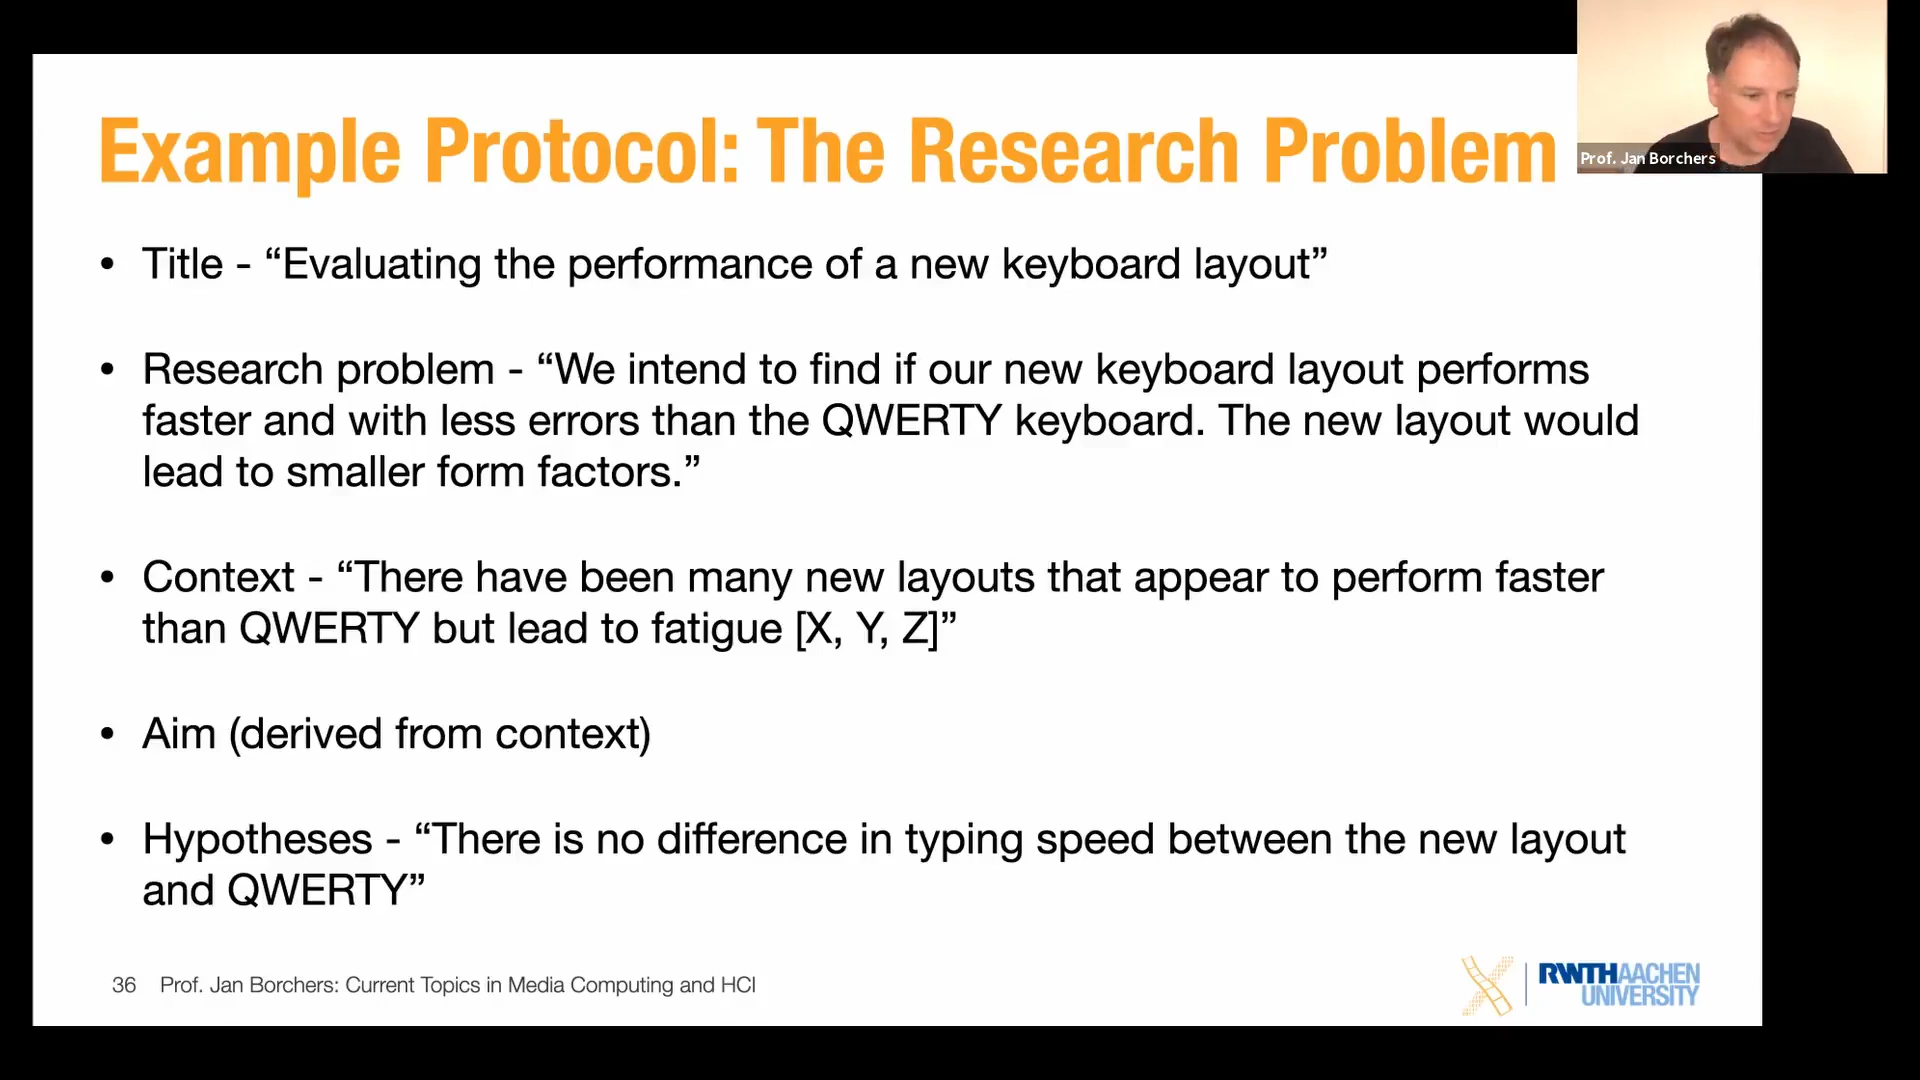 Example Protocol: The Research Problem
Prof. Jan Borchers
• Title - “Evaluating the performance of a new keyboard layout”
• Research problem - “We intend to find if our new keyboard layout performs
faster and with less errors than the QWERTY keyboard. The new layout would
lead to smaller form factors.”
• Context - “There have been many new layouts that appear to perform faster
than QWERTY but lead to fatigue [X, Y, Z]”
• Aim (derived from context)
• Hypotheses - “There is no difference in typing speed between the new layout
and QWERTY”
36 Prof. Jan Borchers: Current Topics in Media Computing and HCI
RWTHAACHEN
UNIVERSITY